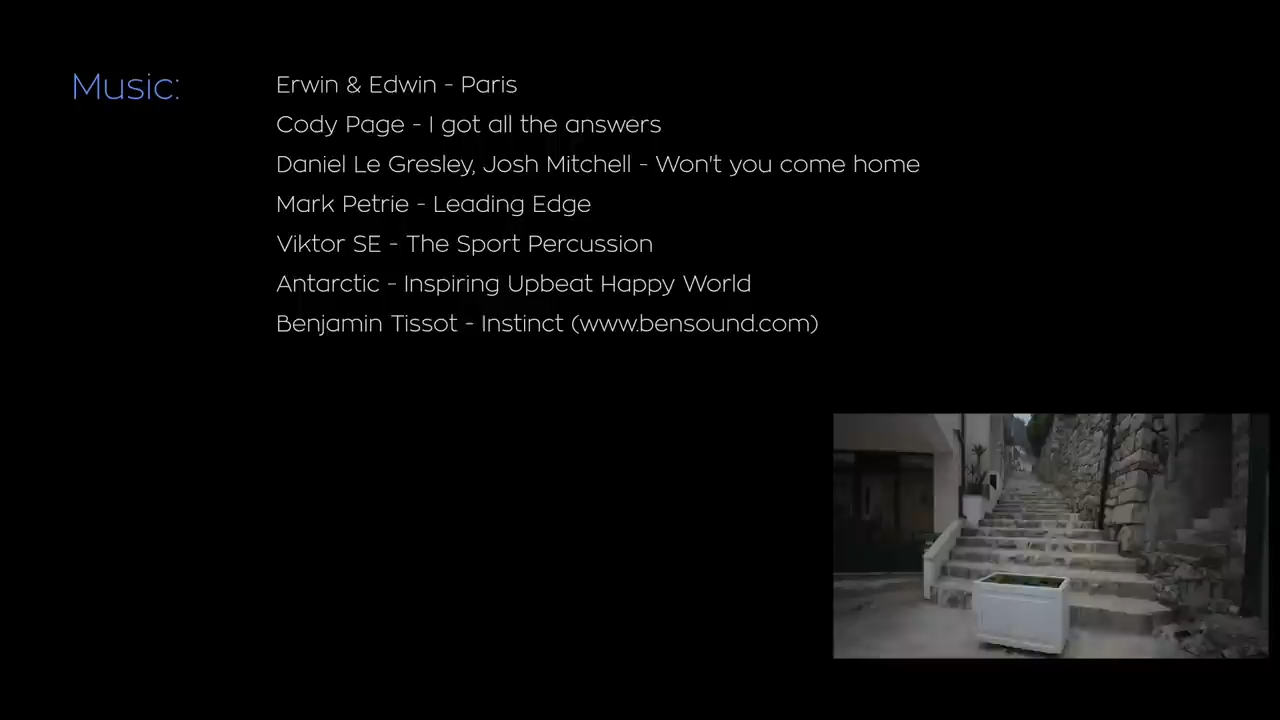 Music:
Erwin & Edwin - Paris
Cody Page - I got all the answers
Daniel Le Gresley, Josh Mitchell - Won't you come home
Mark Petrie - Leading Edge
Viktor SE - The Sport Percussion
Antarctic - Inspiring Upbeat Happy World
Benjamin Tissot - Instinct (www.bensound.com)